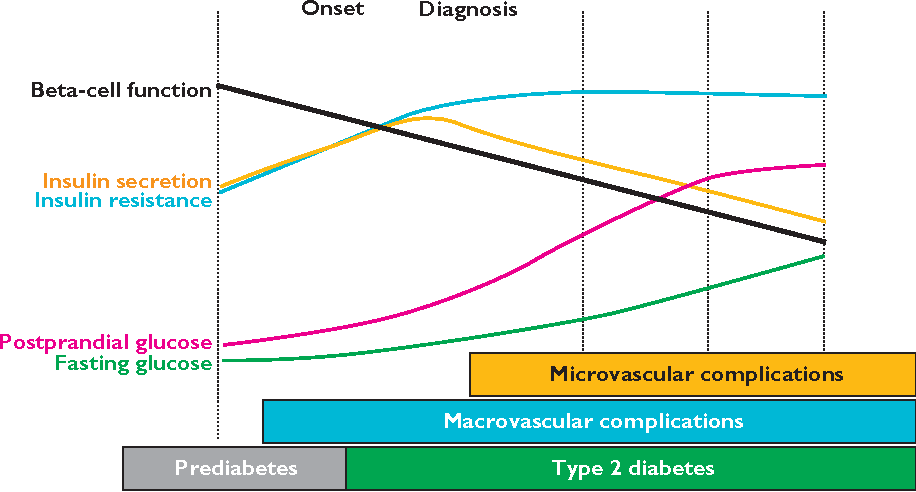 Onset Diagnosis
Beta-cell function
Insulin secretion
Insulin resistance
Postprandial glucose
Fasting glucose
Microvascular complications
Macrovascular complications
Prediabetes Type 2 diabetes